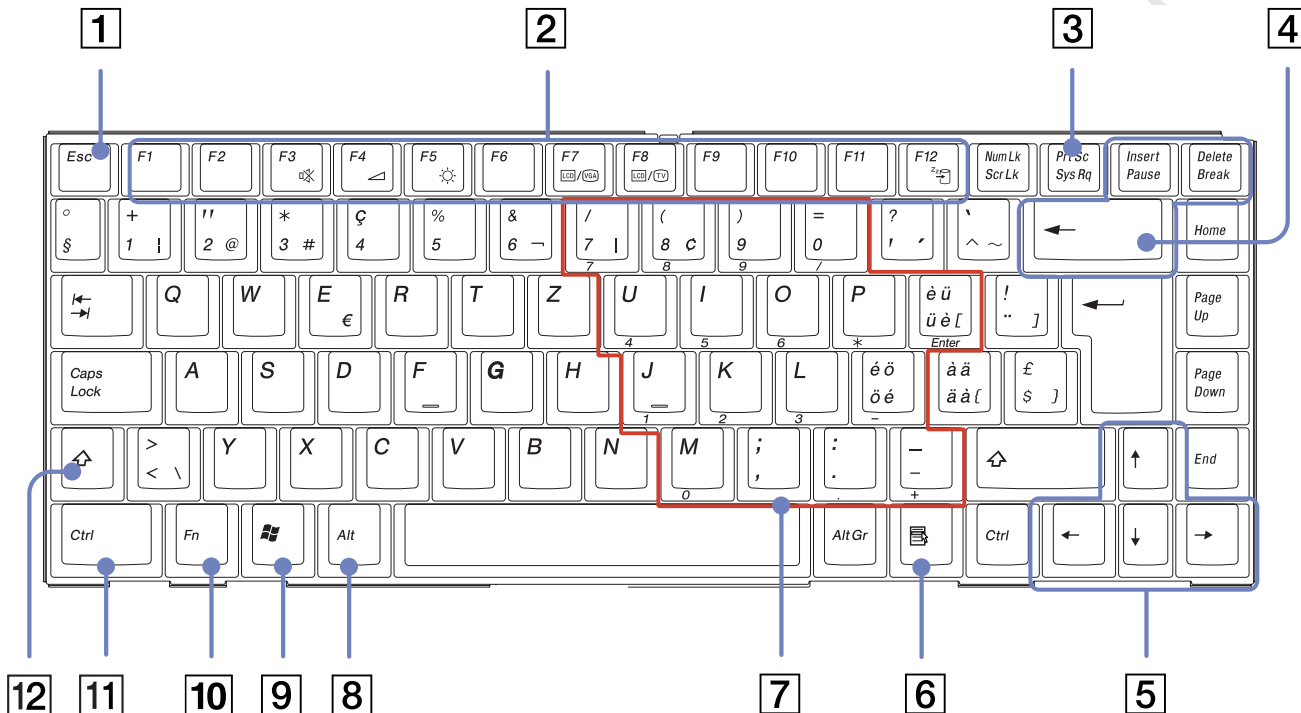 1 2 3 4
Esc F1 F2 F3 F4 F5 F6 F7 F8 F9 F10 F11 F12 Num Lk Prt Sc Insert Delete
LCD/VGA LCD/TV Zzz Scr Lk Sys Rq Pause Break
° + " * ç % & / ( ) = ? `
§ 1 ¦ 2 @ 3 # 4 5 6 ¬ 7 | 8 ¢ 9 0 ' ´ ^ ~ ← Home
7 8 9 /
Q W E R T Z U I O P è ü ! Page
€ ü è [ ¨ ] Up
4 5 6 * Enter
Caps A S D F G H J K L é ö à ä £ Page
Lock ö é ä à { $ } Down
1 2 3 -
> Y X C V B N M ; : — ↑ End
< \ , . -
0 . +
Ctrl Fn Alt Alt Gr Ctrl ← ↓ →
12 11 10 9 8 7 6 5